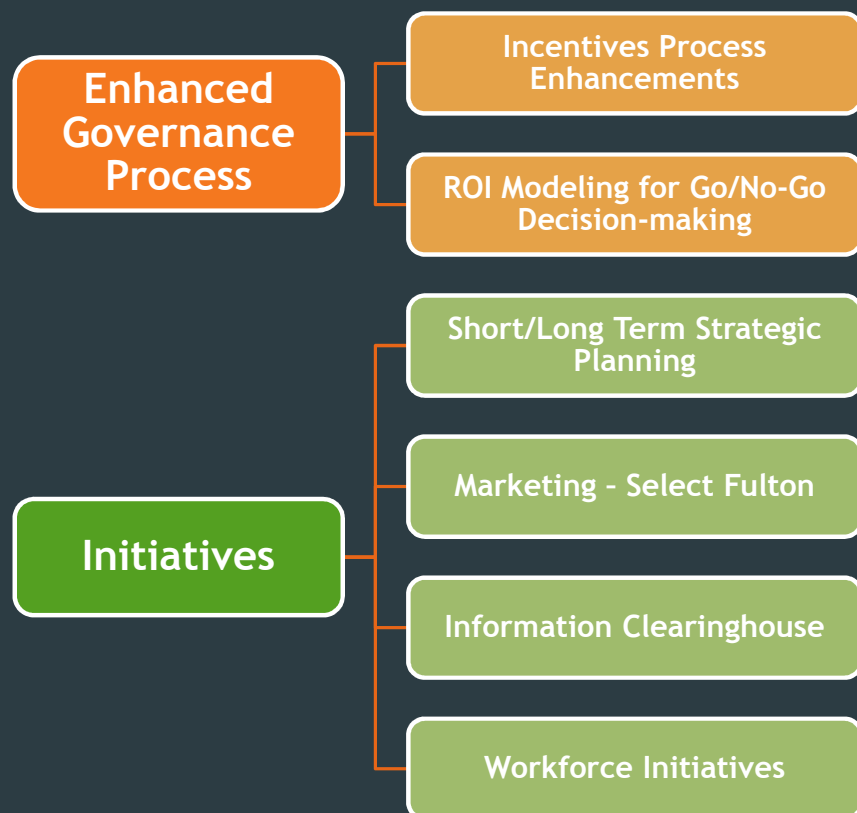 Enhanced
Governance
Process
Incentives Process
Enhancements
ROI Modeling for Go/No-Go
Decision-making
Initiatives
Short/Long Term Strategic
Planning
Marketing – Select Fulton
Information Clearinghouse
Workforce Initiatives